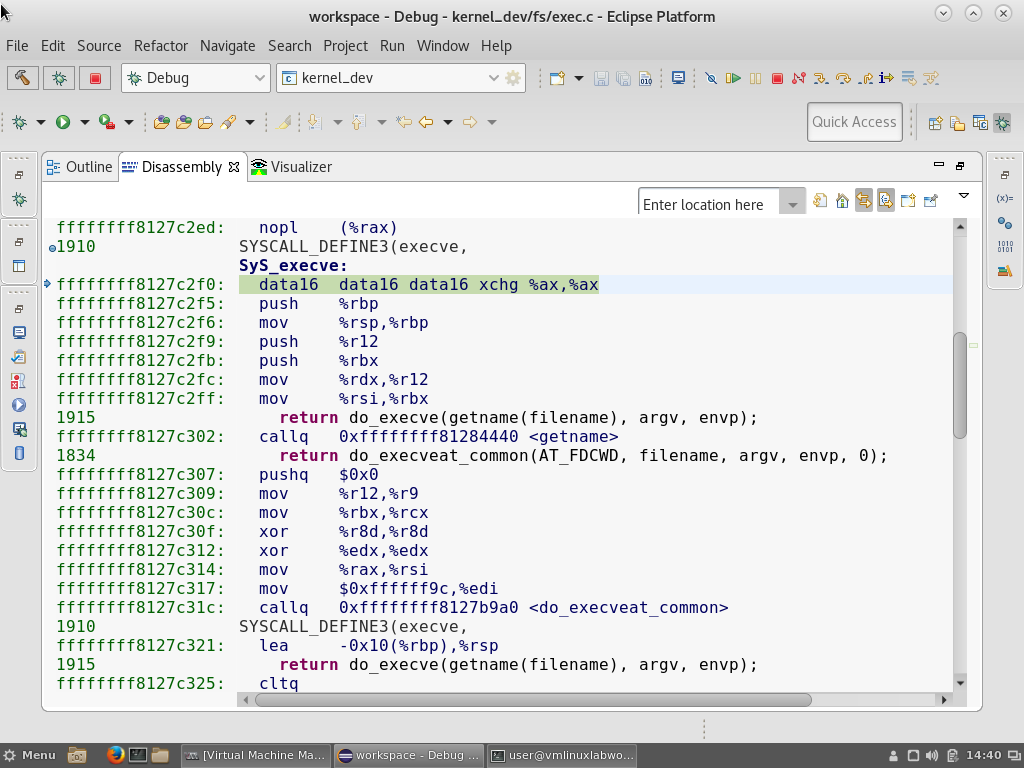 workspace - Debug - kernel_dev/fs/exec.c - Eclipse Platform
File Edit Source Refactor Navigate Search Project Run Window Help
Debug kernel_dev
Quick Access
Outline Disassembly Visualizer
Enter location here
ffffffff8127c2ed: nopl (%rax)
1910 SYSCALL_DEFINE3(execve,
SyS_execve:
ffffffff8127c2f0: data16 data16 data16 xchg %ax,%ax
ffffffff8127c2f5: push %rbp
ffffffff8127c2f6: mov %rsp,%rbp
ffffffff8127c2f9: push %r12
ffffffff8127c2fb: push %rbx
ffffffff8127c2fc: mov %rdx,%r12
ffffffff8127c2ff: mov %rsi,%rbx
1915 return do_execve(getname(filename), argv, envp);
ffffffff8127c302: callq 0xffffffff81284440 <getname>
1834 return do_execveat_common(AT_FDCWD, filename, argv, envp, 0);
ffffffff8127c307: pushq $0x0
ffffffff8127c309: mov %r12,%r9
ffffffff8127c30c: mov %rbx,%rcx
ffffffff8127c30f: xor %r8d,%r8d
ffffffff8127c312: xor %edx,%edx
ffffffff8127c314: mov %rax,%rsi
ffffffff8127c317: mov $0xffffff9c,%edi
ffffffff8127c31c: callq 0xffffffff8127b9a0 <do_execveat_common>
1910 SYSCALL_DEFINE3(execve,
ffffffff8127c321: lea -0x10(%rbp),%rsp
1915 return do_execve(getname(filename), argv, envp);
ffffffff8127c325: cltq
Menu [Virtual Machine Ma... workspace - Debug ... user@vmlinuxlabwo... 14:40